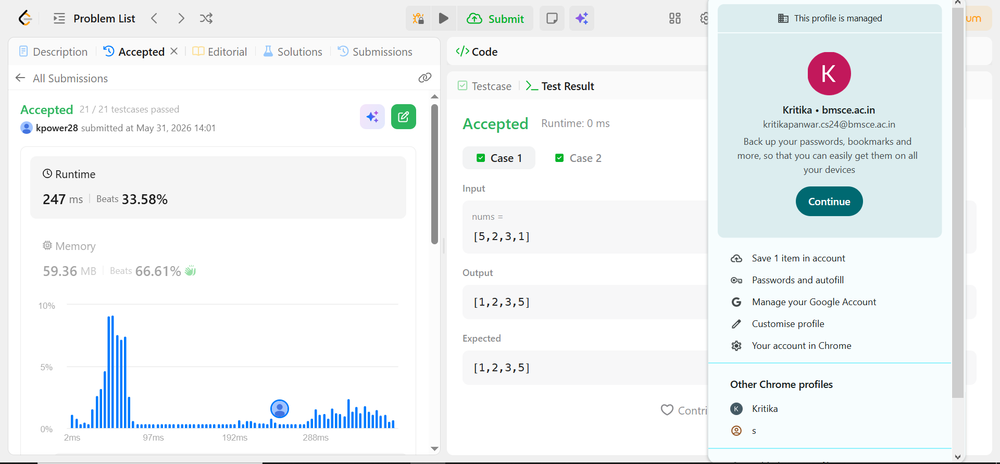 Problem List
Submit
um
Description
Accepted
Editorial
Solutions
Submissions
All Submissions
Accepted 21 / 21 testcases passed
kpower28 submitted at May 31, 2026 14:01
Runtime
247 ms Beats 33.58%
Memory
59.36 MB Beats 66.61%
10%
5%
0%
2ms 97ms 192ms 288ms
</> Code
Testcase
Test Result
Accepted Runtime: 0 ms
Case 1 Case 2
Input
nums =
[5,2,3,1]
Output
[1,2,3,5]
Expected
[1,2,3,5]
Contri
This profile is managed
K
Kritika • bmsce.ac.in
kritikapanwar.cs24@bmsce.ac.in
Back up your passwords, bookmarks and
more, so that you can easily get them on all
your devices
Continue
Save 1 item in account
Passwords and autofill
Manage your Google Account
Customise profile
Your account in Chrome
Other Chrome profiles
K Kritika
s